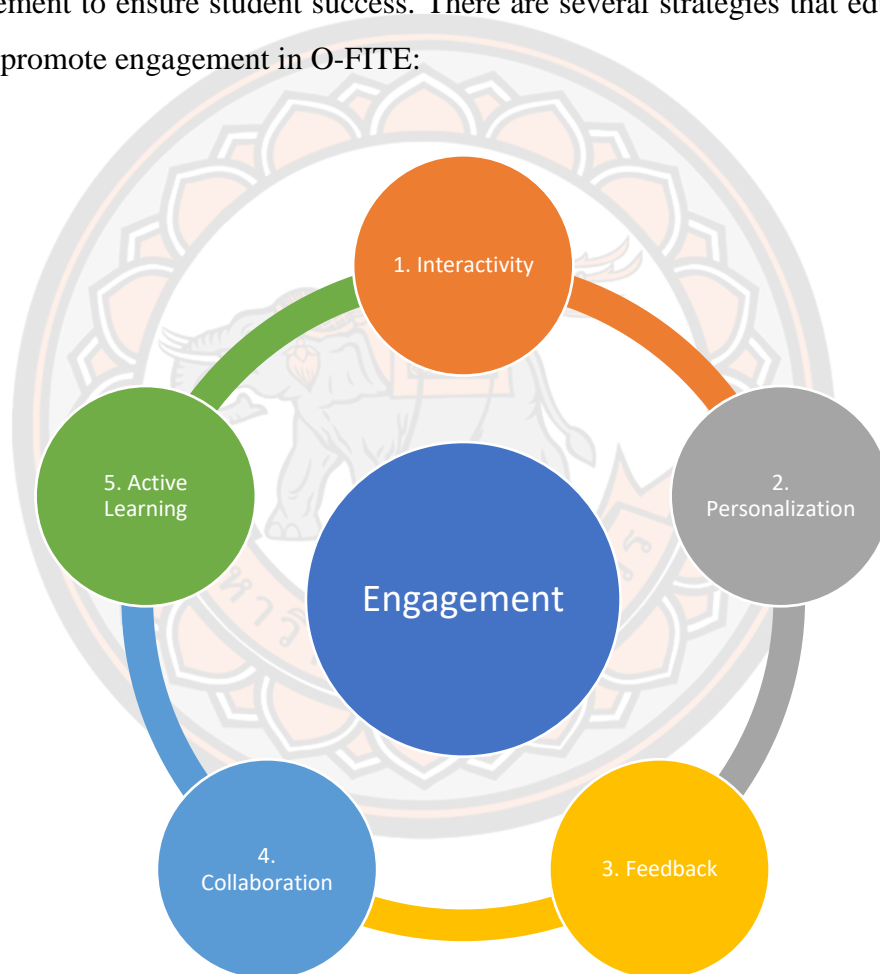 ement to ensure student success. There are several strategies that ed
promote engagement in O-FITE:
1. Interactivity
2.
Personalization
3. Feedback
4.
Collaboration
5. Active
Learning
Engagement